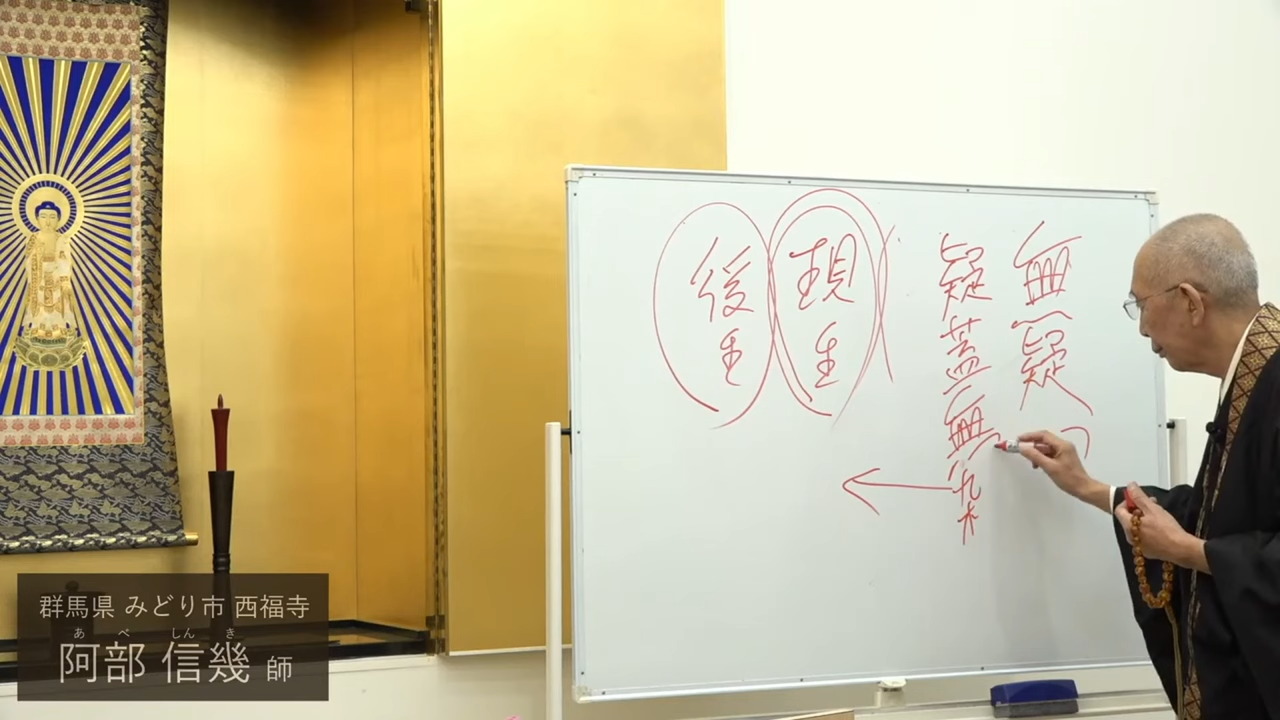 無疑
疑蓋無雑
現生
後生
群馬県 みどり市 西福寺
あべ しんき
阿部 信幾 師